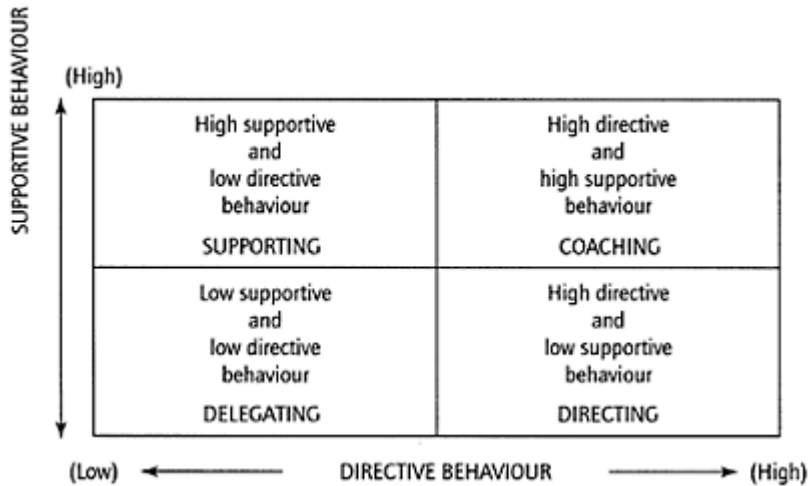 SUPPORTIVE BEHAVIOUR
(High)
High supportive
and
low directive
behaviour
SUPPORTING
High directive
and
high supportive
behaviour
COACHING
Low supportive
and
low directive
behaviour
DELEGATING
High directive
and
low supportive
behaviour
DIRECTING
(Low)
DIRECTIVE BEHAVIOUR
(High)